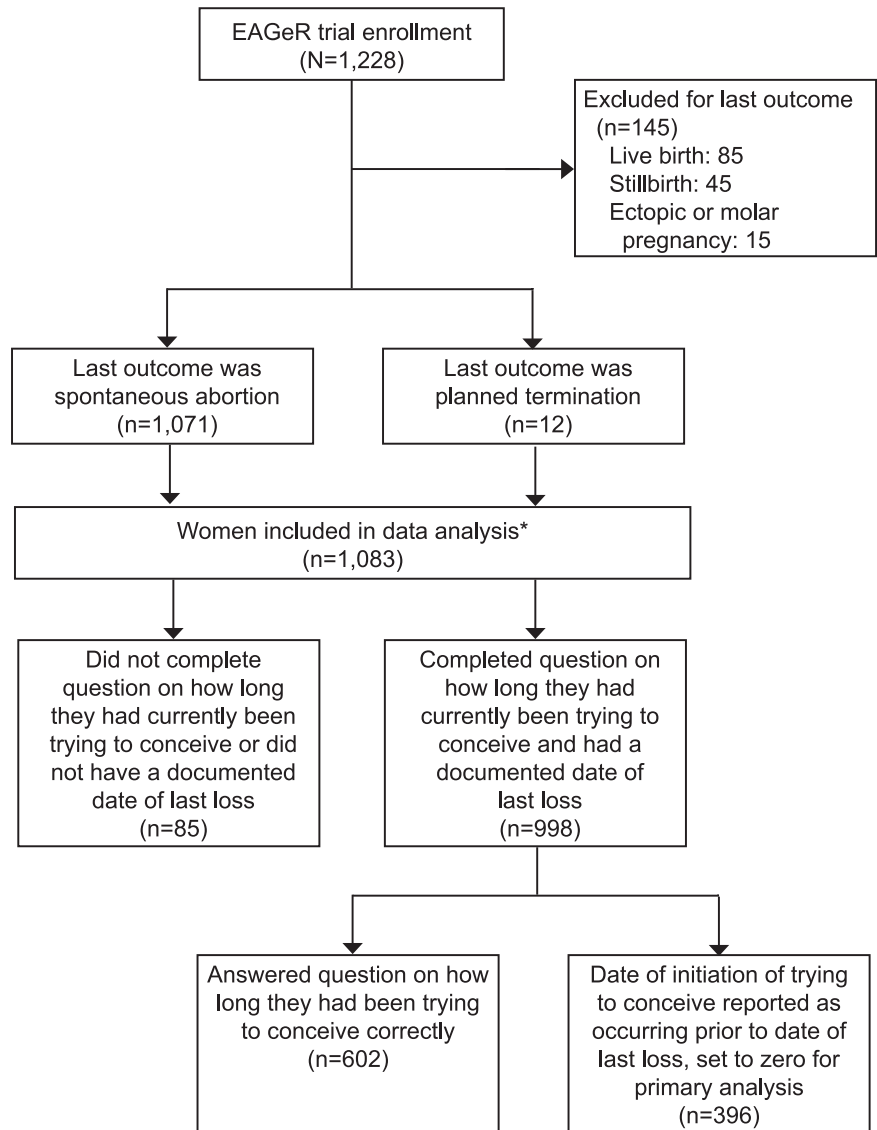 EAGeR trial enrollment
(N=1,228)
Excluded for last outcome
(n=145)
Live birth: 85
Stillbirth: 45
Ectopic or molar
pregnancy: 15
Last outcome was
spontaneous abortion
(n=1,071)
Last outcome was
planned termination
(n=12)
Women included in data analysis*
(n=1,083)
Did not complete
question on how long
they had currently been
trying to conceive or did
not have a documented
date of last loss
(n=85)
Completed question on
how long they had
currently been trying to
conceive and had a
documented date of
last loss
(n=998)
Answered question on how
long they had been trying
to conceive correctly
(n=602)
Date of initiation of trying
to conceive reported as
occurring prior to date of
last loss, set to zero for
primary analysis
(n=396)